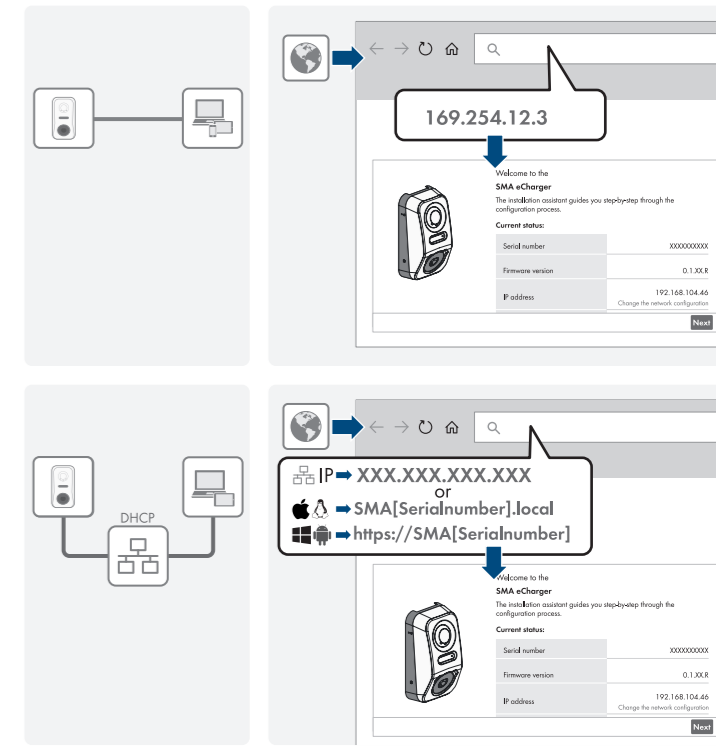 169.254.12.3
Welcome to the
SMA eCharger
The installation assistant guides you step-by-step through the
configuration process.
Current status:
Serial number XXXXXXXXXX
Firmware version 0.1.XX.R
IP address 192.168.104.46
Change the network configuration
Next
DHCP
IP XXX.XXX.XXX.XXX
or
SMA[Serialnumber].local
https://SMA[Serialnumber]
Welcome to the
SMA eCharger
The installation assistant guides you step-by-step through the
configuration process.
Current status:
Serial number XXXXXXXXXX
Firmware version 0.1.XX.R
IP address 192.168.104.46
Change the network configuration
Next